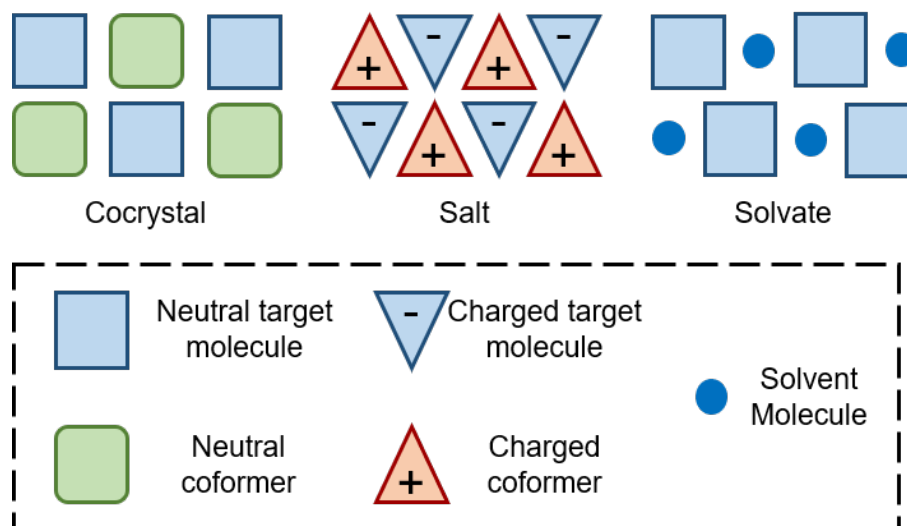 + - + -
- + - +
Cocrystal
Salt
Solvate
Neutral target
molecule
-
Charged target
molecule
Solvent
Molecule
Neutral
coformer
+
Charged
coformer